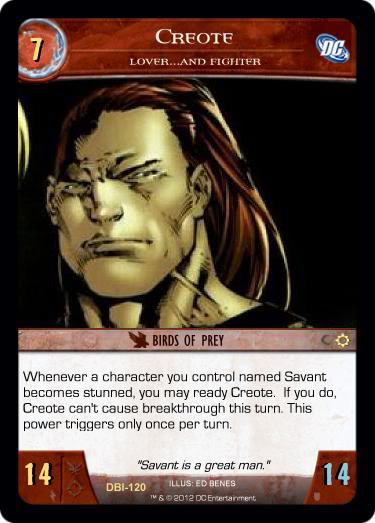 7
CREOTE
LOVER...AND FIGHTER
DC
BIRDS OF PREY
Whenever a character you control named Savant
becomes stunned, you may ready Creote. If you do,
Creote can't cause breakthrough this turn. This
power triggers only once per turn.
"Savant is a great man."
14
DBI-120
ILLUS: ED BENES
14
™ & © 2012 DC Entertainment